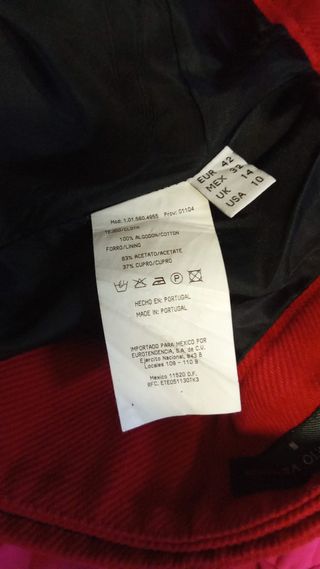 EUR 42
MEX 32
UK 14
USA 10
Mod: 1.01.560.4955 Prov: 01104
TEJIDO/CLOTH
100% ALGODON/COTTON
FORRO/LINING
63% ACETATO/ACETATE
37% CUPRO/CUPRO
P
HECHO EN: PORTUGAL
MADE IN: PORTUGAL
IMPORTADO PARA MEXICO POR
EUROTENDENCIA, S.A. de C.V.
Ejercito Nacional, 843 B
Locales 109 - 110 B
Mexico 11520 D.F.
RFC. ETE0511301K3